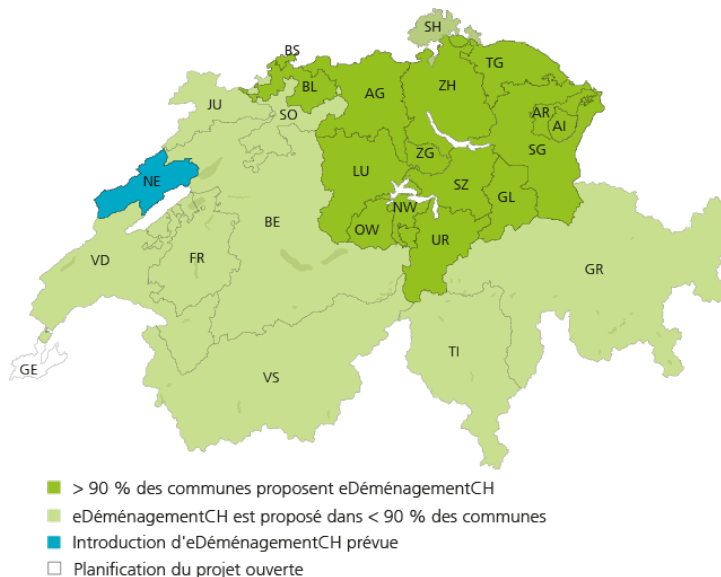 SH
BS
TG
BL
AG
ZH
JU
SO
AR
AI
ZG
SG
LU
NE
SZ
GL
NW
BE
OW
UR
FR
VD
GR
TI
GE
VS
> 90 % des communes proposent eDéménagementCH
eDéménagementCH est proposé dans < 90 % des communes
Introduction d'eDéménagementCH prévue
Planification du projet ouverte